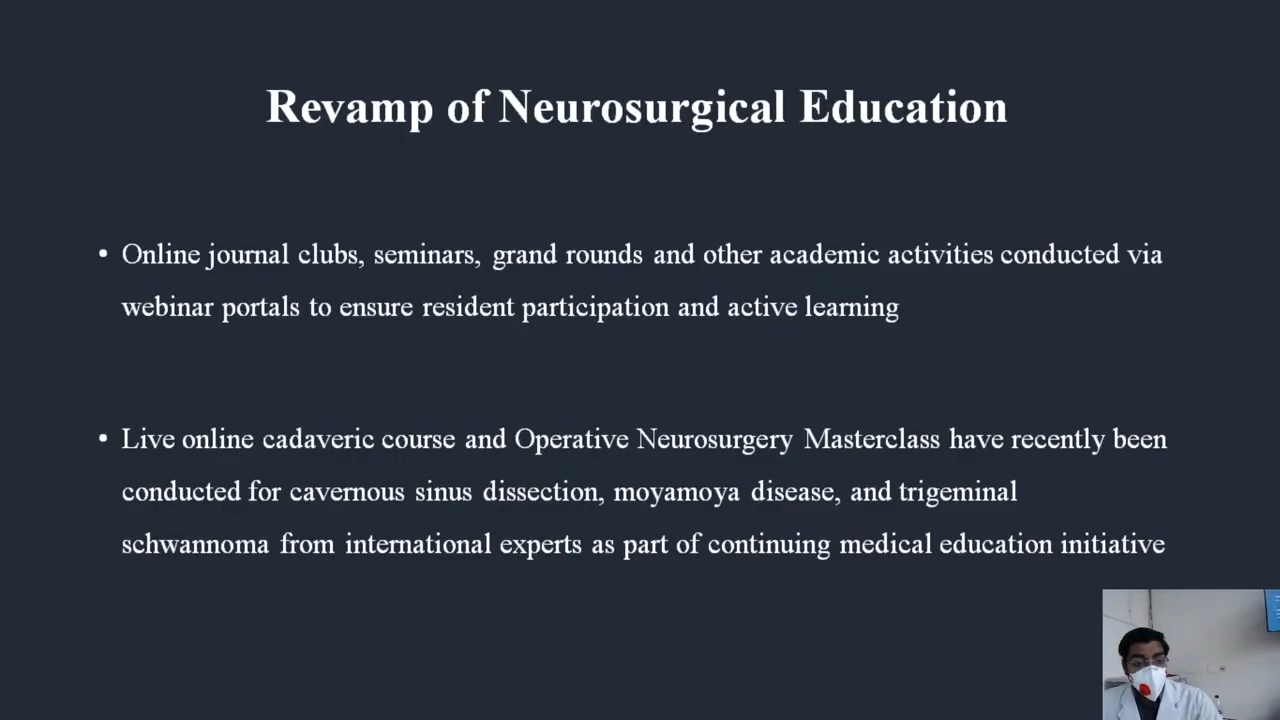 Revamp of Neurosurgical Education
• Online journal clubs, seminars, grand rounds and other academic activities conducted via
webinar portals to ensure resident participation and active learning
• Live online cadaveric course and Operative Neurosurgery Masterclass have recently been
conducted for cavernous sinus dissection, moyamoya disease, and trigeminal
schwannoma from international experts as part of continuing medical education initiative